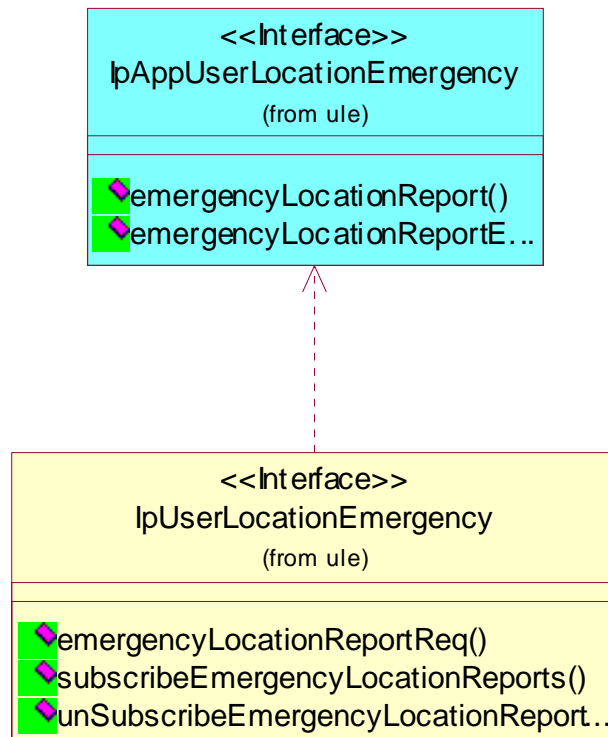 <<Interface>>
IpAppUserLocationEmergency
(from ule)
emergencyLocationReport()
emergencyLocationReportE...
<<Interface>>
IpUserLocationEmergency
(from ule)
emergencyLocationReportReq()
subscribeEmergencyLocationReports()
unSubscribeEmergencyLocationReport...